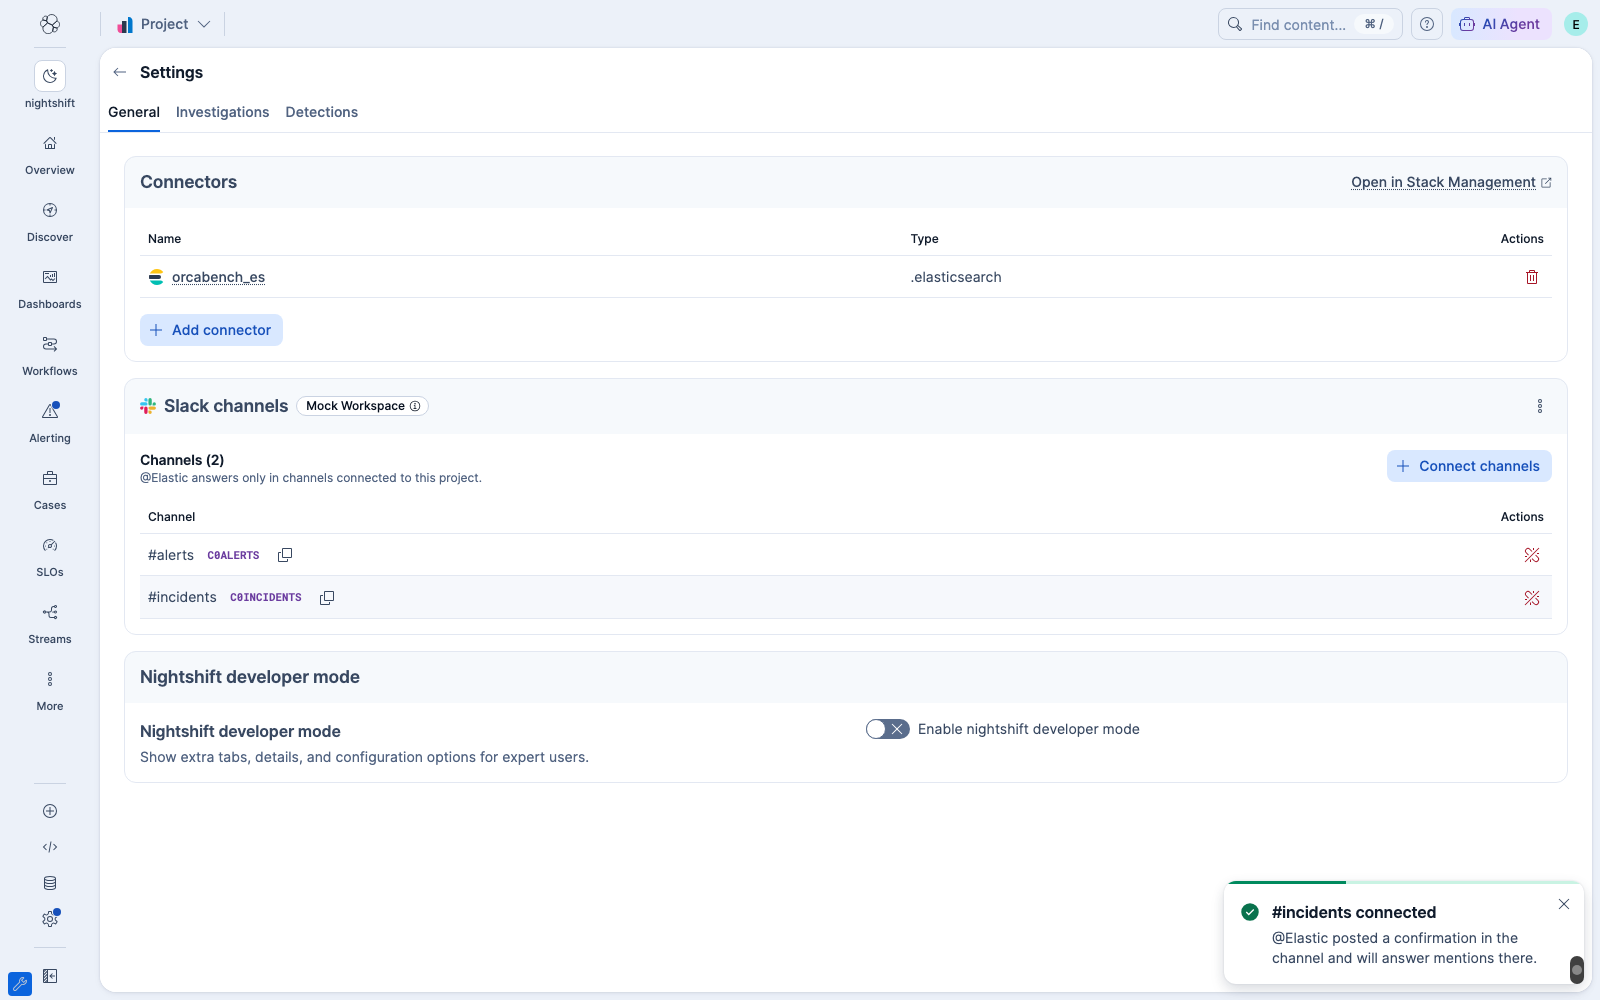 Project
Find content...
⌘ /
AI Agent
E
nightshift
Overview
Discover
Dashboards
Workflows
Alerting
Cases
SLOs
Streams
More
Settings
General
Investigations
Detections
Connectors
Open in Stack Management
Name
Type
Actions
orcabench_es
.elasticsearch
Add connector
Slack channels
Mock Workspace
Channels (2)
@Elastic answers only in channels connected to this project.
Connect channels
Channel
Actions
#alerts
C0ALERTS
#incidents
C0INCIDENTS
Nightshift developer mode
Nightshift developer mode
Show extra tabs, details, and configuration options for expert users.
Enable nightshift developer mode
#incidents connected
@Elastic posted a confirmation in the
channel and will answer mentions there.